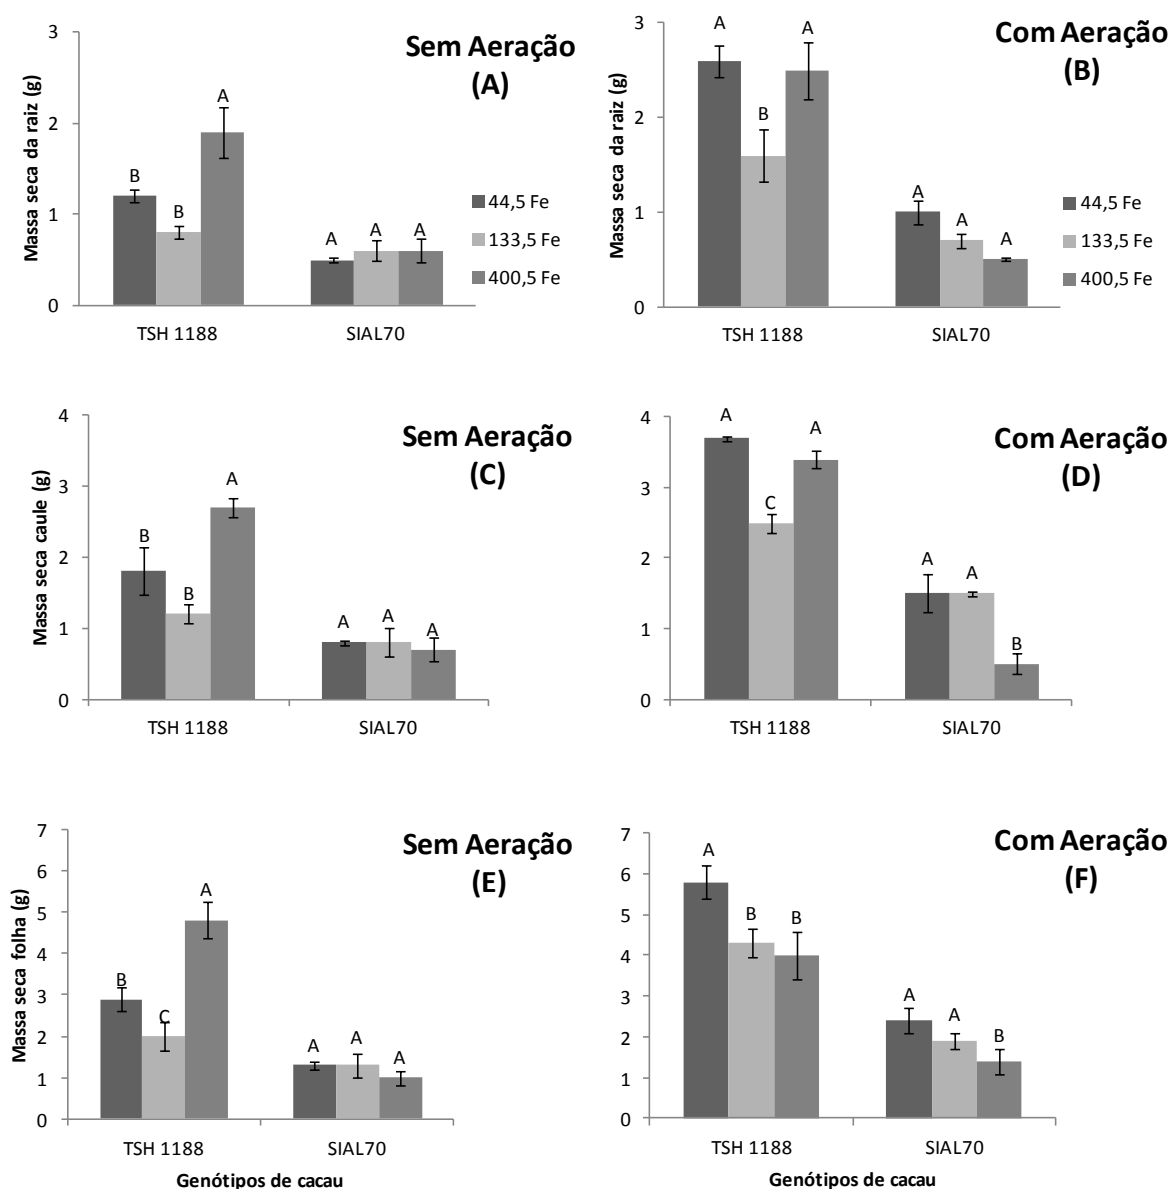 Sem Aeração
(A)
Massa seca da raiz (g)
3
2
1
0
B
B
A
A
A
A
44,5 Fe
133,5 Fe
400,5 Fe
TSH 1188
SIAL70
Com Aeração
(B)
Massa seca da raiz (g)
3
2
1
0
A
B
A
A
A
A
44,5 Fe
133,5 Fe
400,5 Fe
TSH 1188
SIAL70
Sem Aeração
(C)
Massa seca caule (g)
4
3
2
1
0
B
B
A
A
A
A
TSH 1188
SIAL70
Com Aeração
(D)
4
3
2
1
0
A
C
A
A
A
B
TSH 1188
SIAL70
Sem Aeração
(E)
Massa seca folha (g)
7
6
5
4
3
2
1
0
B
C
A
A
A
A
TSH 1188
SIAL70
Genótipos de cacau
Com Aeração
(F)
7
6
5
4
3
2
1
0
A
B
B
A
A
B
TSH 1188
SIAL70
Genótipos de cacau